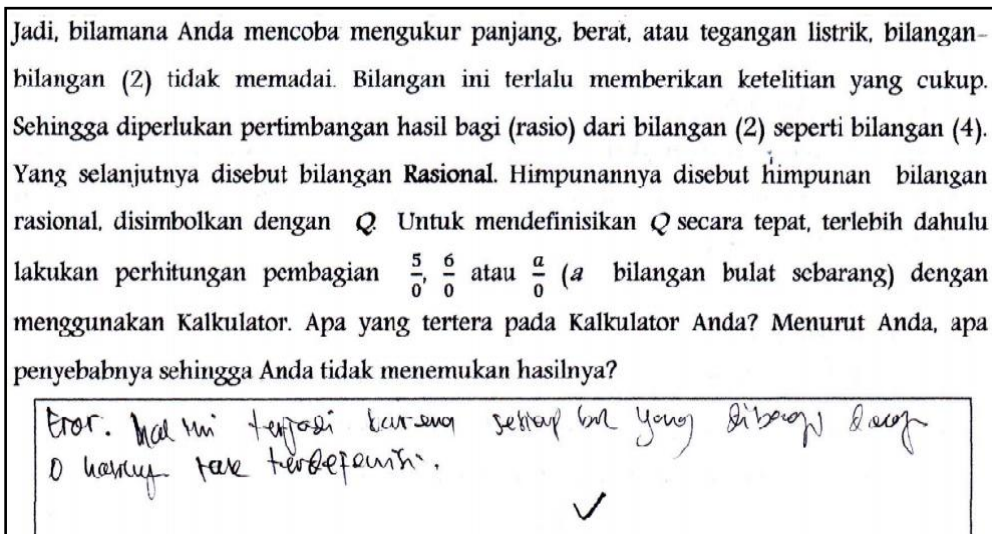 Jadi, bilamana Anda mencoba mengukur panjang, berat, atau tegangan listrik, bilangan-
bilangan (2) tidak memadai. Bilangan ini terlalu memberikan ketelitian yang cukup.
Sehingga diperlukan pertimbangan hasil bagi (rasio) dari bilangan (2) seperti bilangan (4).
Yang selanjutnya disebut bilangan Rasional. Himpunannya disebut himpunan bilangan
rasional, disimbolkan dengan Q. Untuk mendefinisikan Q secara tepat, terlebih dahulu
lakukan perhitungan pembagian 5/0, 6/0 atau a/0 (a bilangan bulat sebarang) dengan
menggunakan Kalkulator. Apa yang tertera pada Kalkulator Anda? Menurut Anda, apa
penyebabnya sehingga Anda tidak menemukan hasilnya?
Eror. hal ini terjadi karena setiap bil yang dibagi
0 tak terdefenisi.